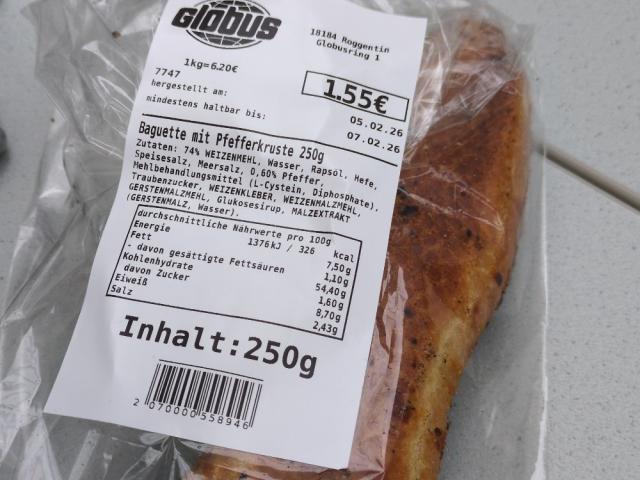 GLOBUS
18184 Roggentin
Globusring 1
1kg=6.20€
7747
1.55€
hergestellt am: 05.02.26
mindestens haltbar bis: 07.02.26
Baguette mit Pfefferkruste 250g
Zutaten: 74% WEIZENMEHL, Wasser, Rapsöl, Hefe,
Speisesalz, Meersalz, 0,60% Pfeffer,
Mehlbehandlungsmittel (L-Cystein, Diphosphate),
Traubenzucker, WEIZENKLEBER, WEIZENMALZMEHL,
GERSTENMALZMEHL, Glukosesirup, MALZEXTRAKT
(GERSTENMALZ, Wasser).
durchschnittliche Nährwerte pro 100g
Energie 1376kJ / 326 kcal
Fett 7,50g
- davon gesättigte Fettsäuren 1,10g
Kohlenhydrate 54,40g
davon Zucker 1,60g
Eiweiß 8,70g
Salz 2,43g
Inhalt:250g
2 070000 558946